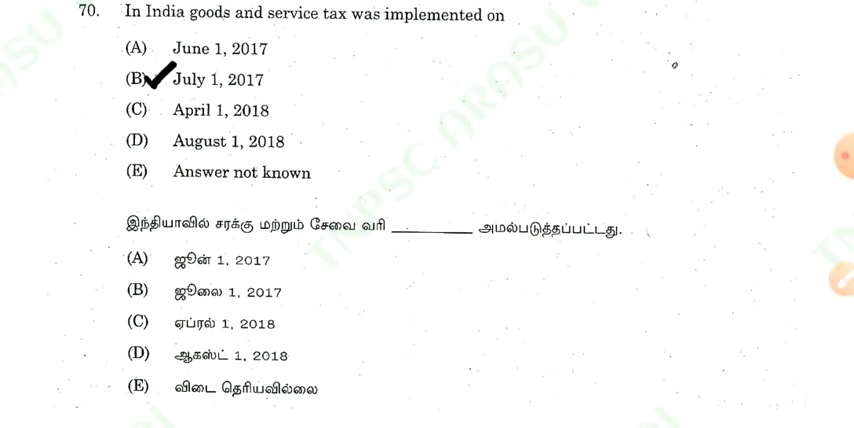 70. In India goods and service tax was implemented on
(A) June 1, 2017
(B) July 1, 2017
(C) April 1, 2018
(D) August 1, 2018
(E) Answer not known
இந்தியாவில் சரக்கு மற்றும் சேவை வரி ________ அமல்படுத்தப்பட்டது.
(A) ஜூன் 1, 2017
(B) ஜூலை 1, 2017
(C) ஏப்ரல் 1, 2018
(D) ஆகஸ்ட் 1, 2018
(E) விடை தெரியவில்லை
TNPSC ARASU